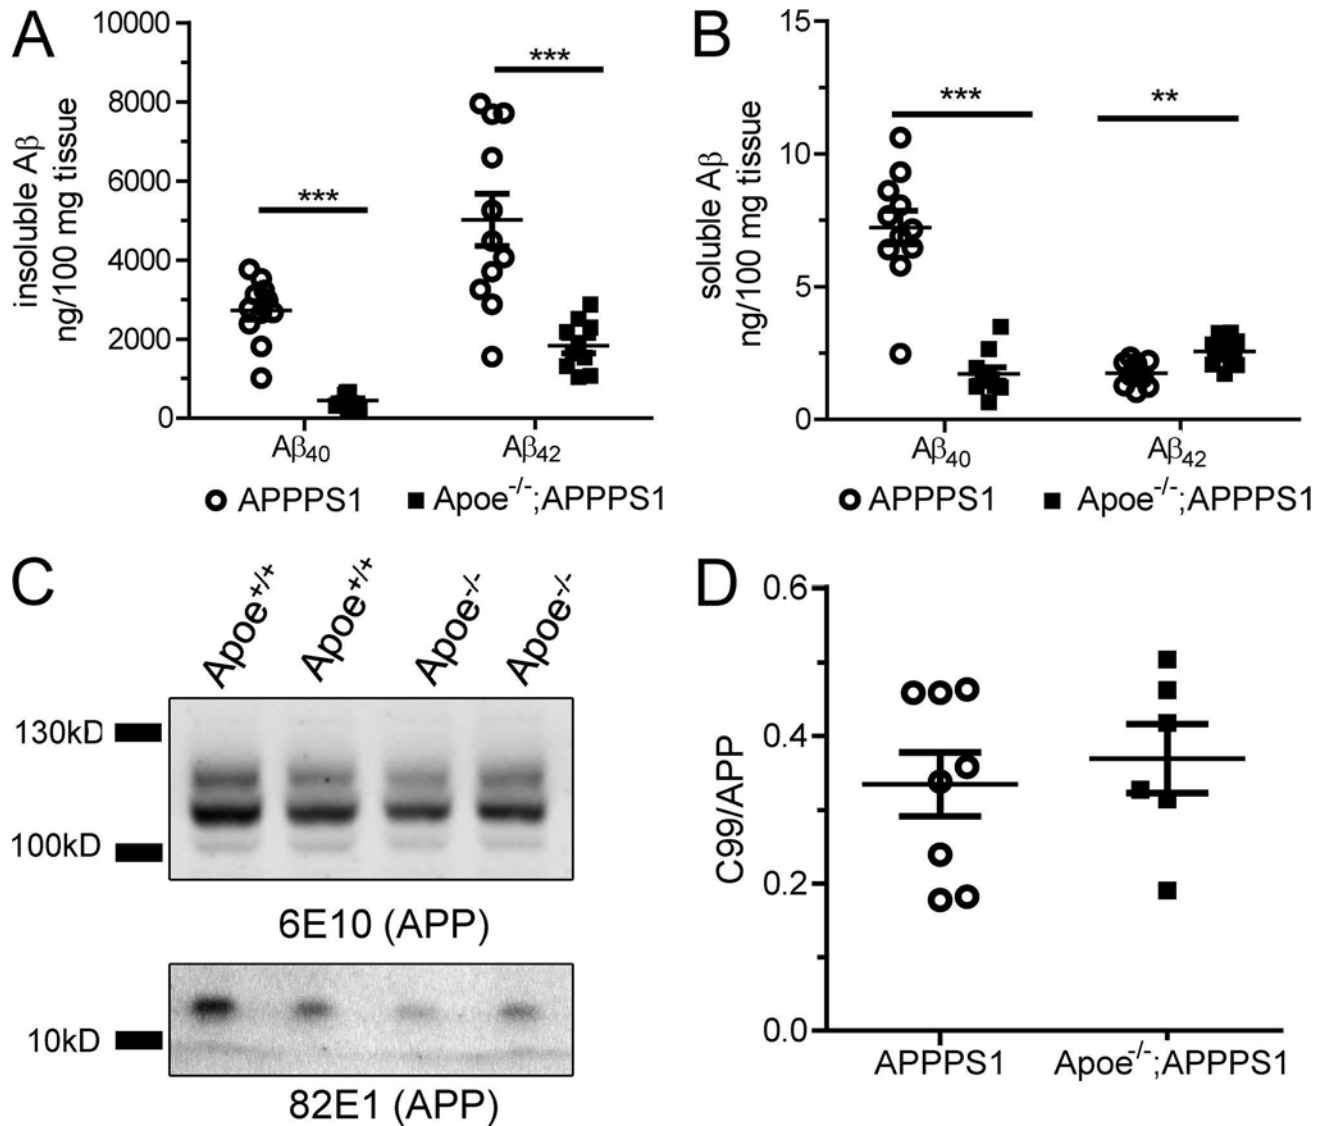 A
10000
8000
6000
4000
2000
0
insoluble Aβ
ng/100 mg tissue
***
***
Aβ40
Aβ42
APPPS1
Apoe-/-;APPPS1
B
15
10
5
0
soluble Aβ
ng/100 mg tissue
***
**
Aβ40
Aβ42
APPPS1
Apoe-/-;APPPS1
C
Apoe+/+
Apoe+/+
Apoe-/-
Apoe-/-
130kD
100kD
6E10 (APP)
10kD
82E1 (APP)
D
0.6
0.4
0.2
0.0
C99/APP
APPPS1
Apoe-/-;APPPS1